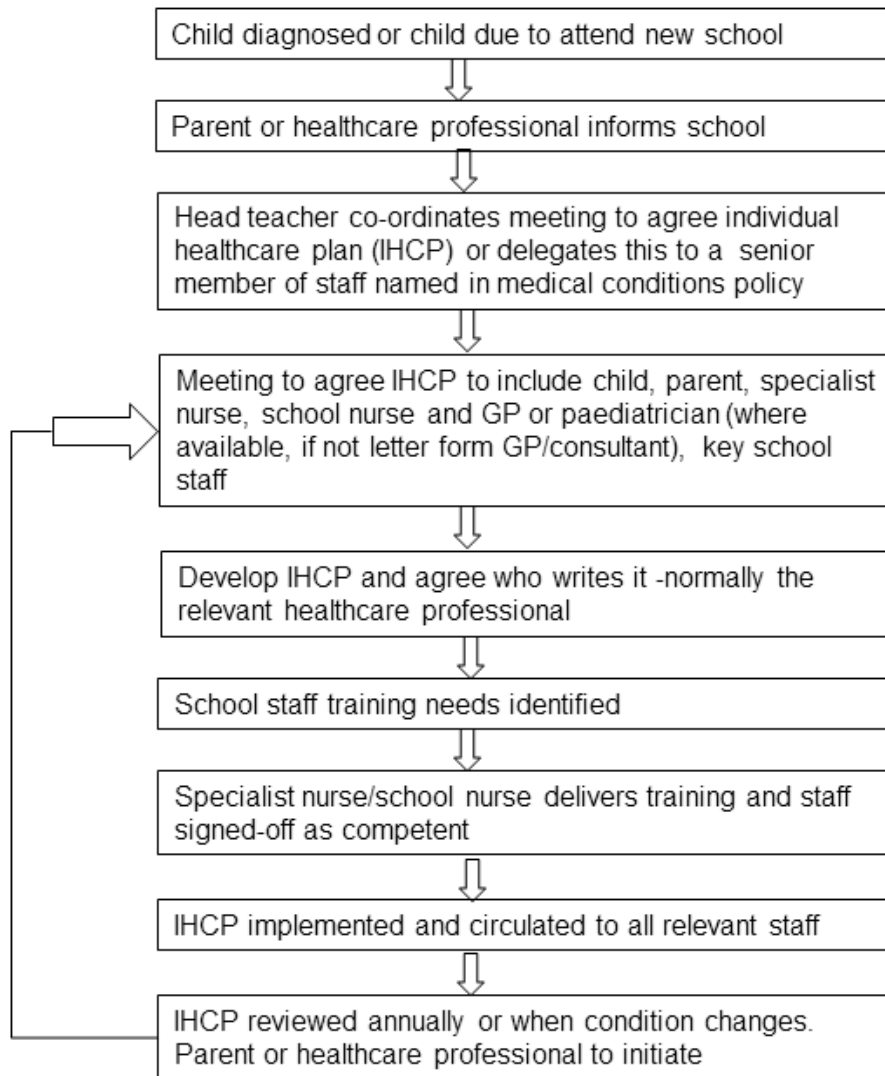 Child diagnosed or child due to attend new school
Parent or healthcare professional informs school
Head teacher co-ordinates meeting to agree individual
healthcare plan (IHCP) or delegates this to a senior
member of staff named in medical conditions policy
Meeting to agree IHCP to include child, parent, specialist
nurse, school nurse and GP or paediatrician (where
available, if not letter form GP/consultant), key school
staff
Develop IHCP and agree who writes it -normally the
relevant healthcare professional
School staff training needs identified
Specialist nurse/school nurse delivers training and staff
signed-off as competent
IHCP implemented and circulated to all relevant staff
IHCP reviewed annually or when condition changes.
Parent or healthcare professional to initiate